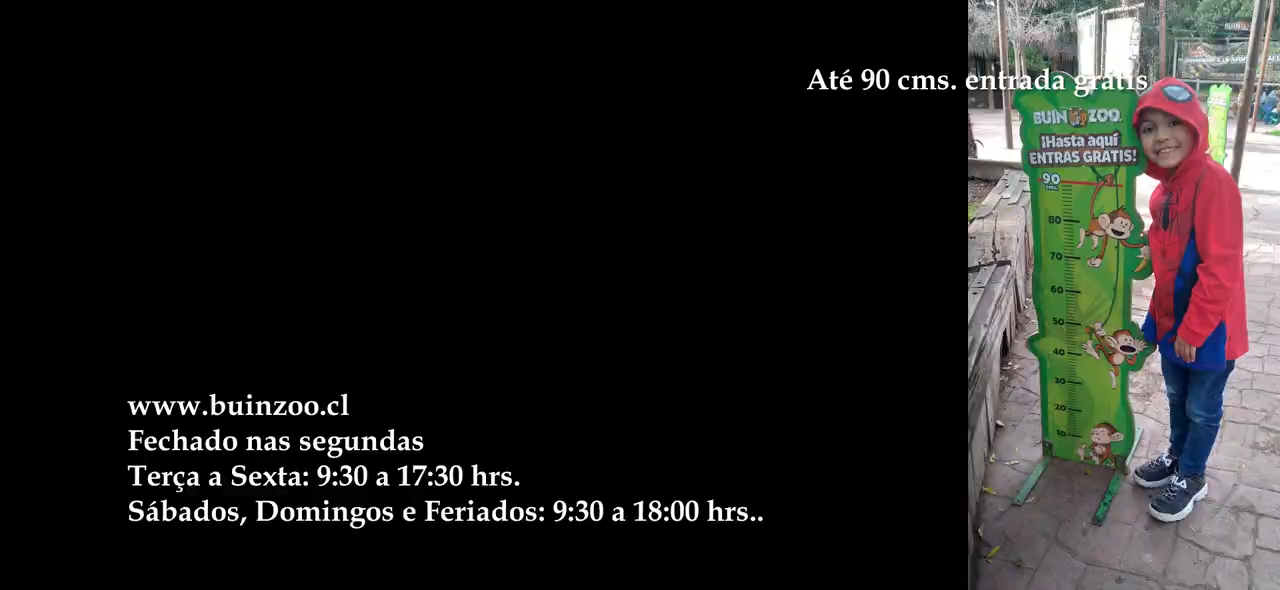 Até 90 cms. entrada grátis
BUIN ZOO
¡Hasta aquí
ENTRAS GRATIS!
90
CMS.
80
70
60
50
40
30
20
10
FILA
www.buinzoo.cl
Fechado nas segundas
Terça a Sexta: 9:30 a 17:30 hrs.
Sábados, Domingos e Feriados: 9:30 a 18:00 hrs..